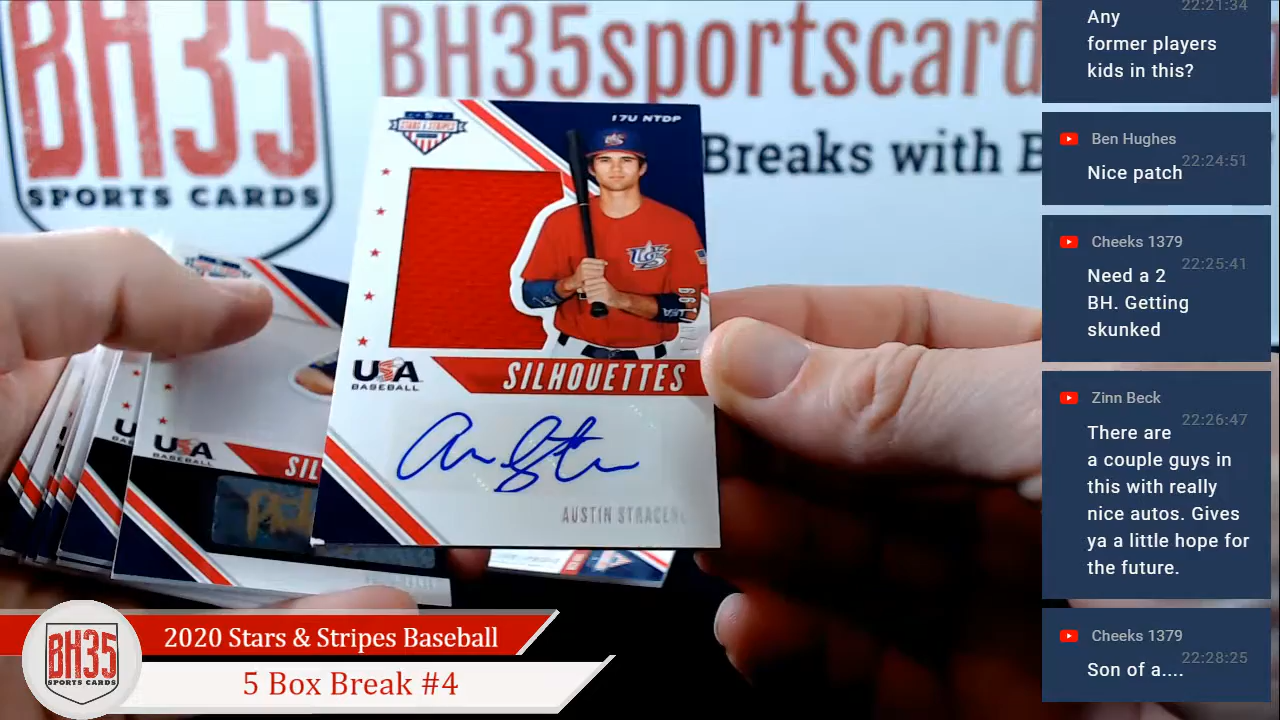 BH35
SPORTS CARDS
BH35sportscard
Breaks with B
17U NTDP
STARS & STRIPES
US
USA
BASEBALL
SILHOUETTES
AUSTIN STRACENE
USA
BASEBALL
SIL
2020 Stars & Stripes Baseball
5 Box Break #4
BH35
SPORTS CARDS
22:21:34
Any
former players
kids in this?
Ben Hughes
22:24:51
Nice patch
Cheeks 1379
22:25:41
Need a 2
BH. Getting
skunked
Zinn Beck
22:26:47
There are
a couple guys in
this with really
nice autos. Gives
ya a little hope for
the future.
Cheeks 1379
22:28:25
Son of a....